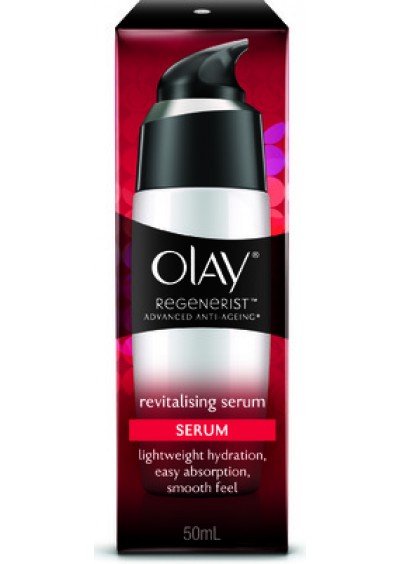 OLAY®
REGENERIST™
ADVANCED ANTI-AGEING*
revitalising serum
SERUM
lightweight hydration,
easy absorption,
smooth feel
50mL